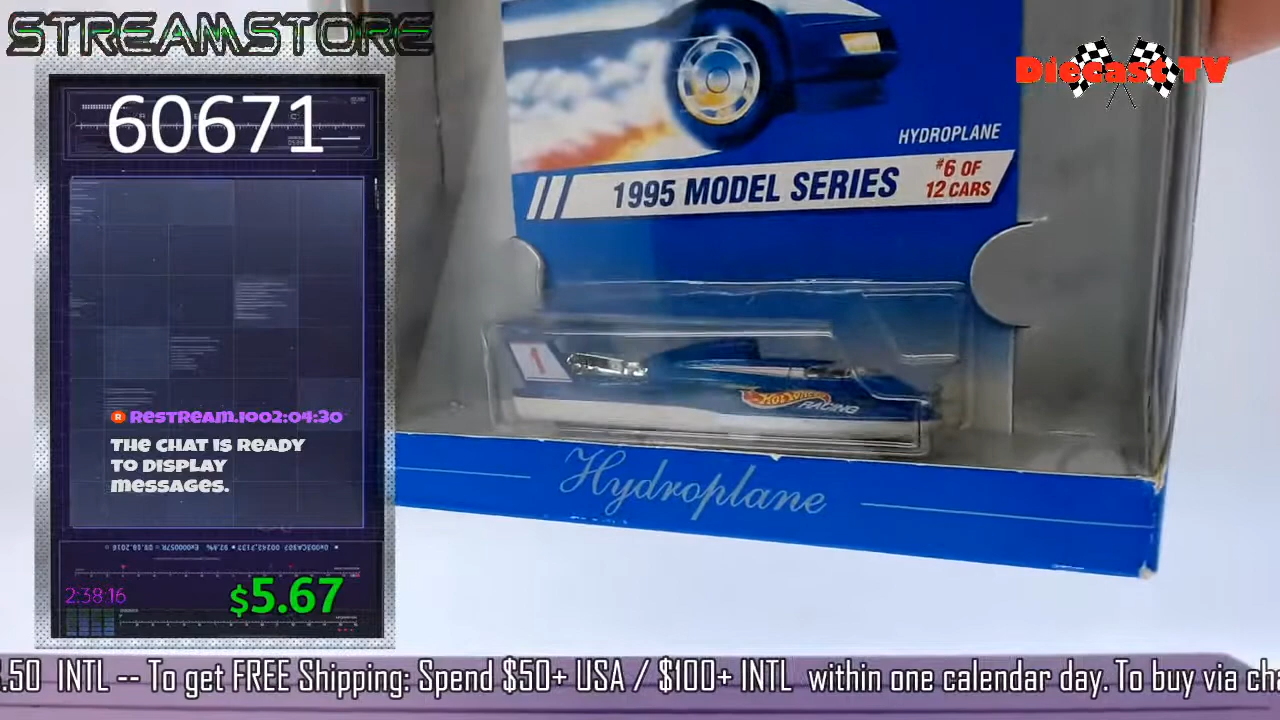 STREAMSTORE
60671
Restream.io02:04:30
The chat is ready
to display
messages.
2:38:16
$5.67
Diecast TV
HYDROPLANE
1995 MODEL SERIES
#6 OF
12 CARS
1
HOT WHEELS
RACING
Hydroplane
.50 INTL -- To get FREE Shipping: Spend $50+ USA / $100+ INTL within one calendar day. To buy via cha